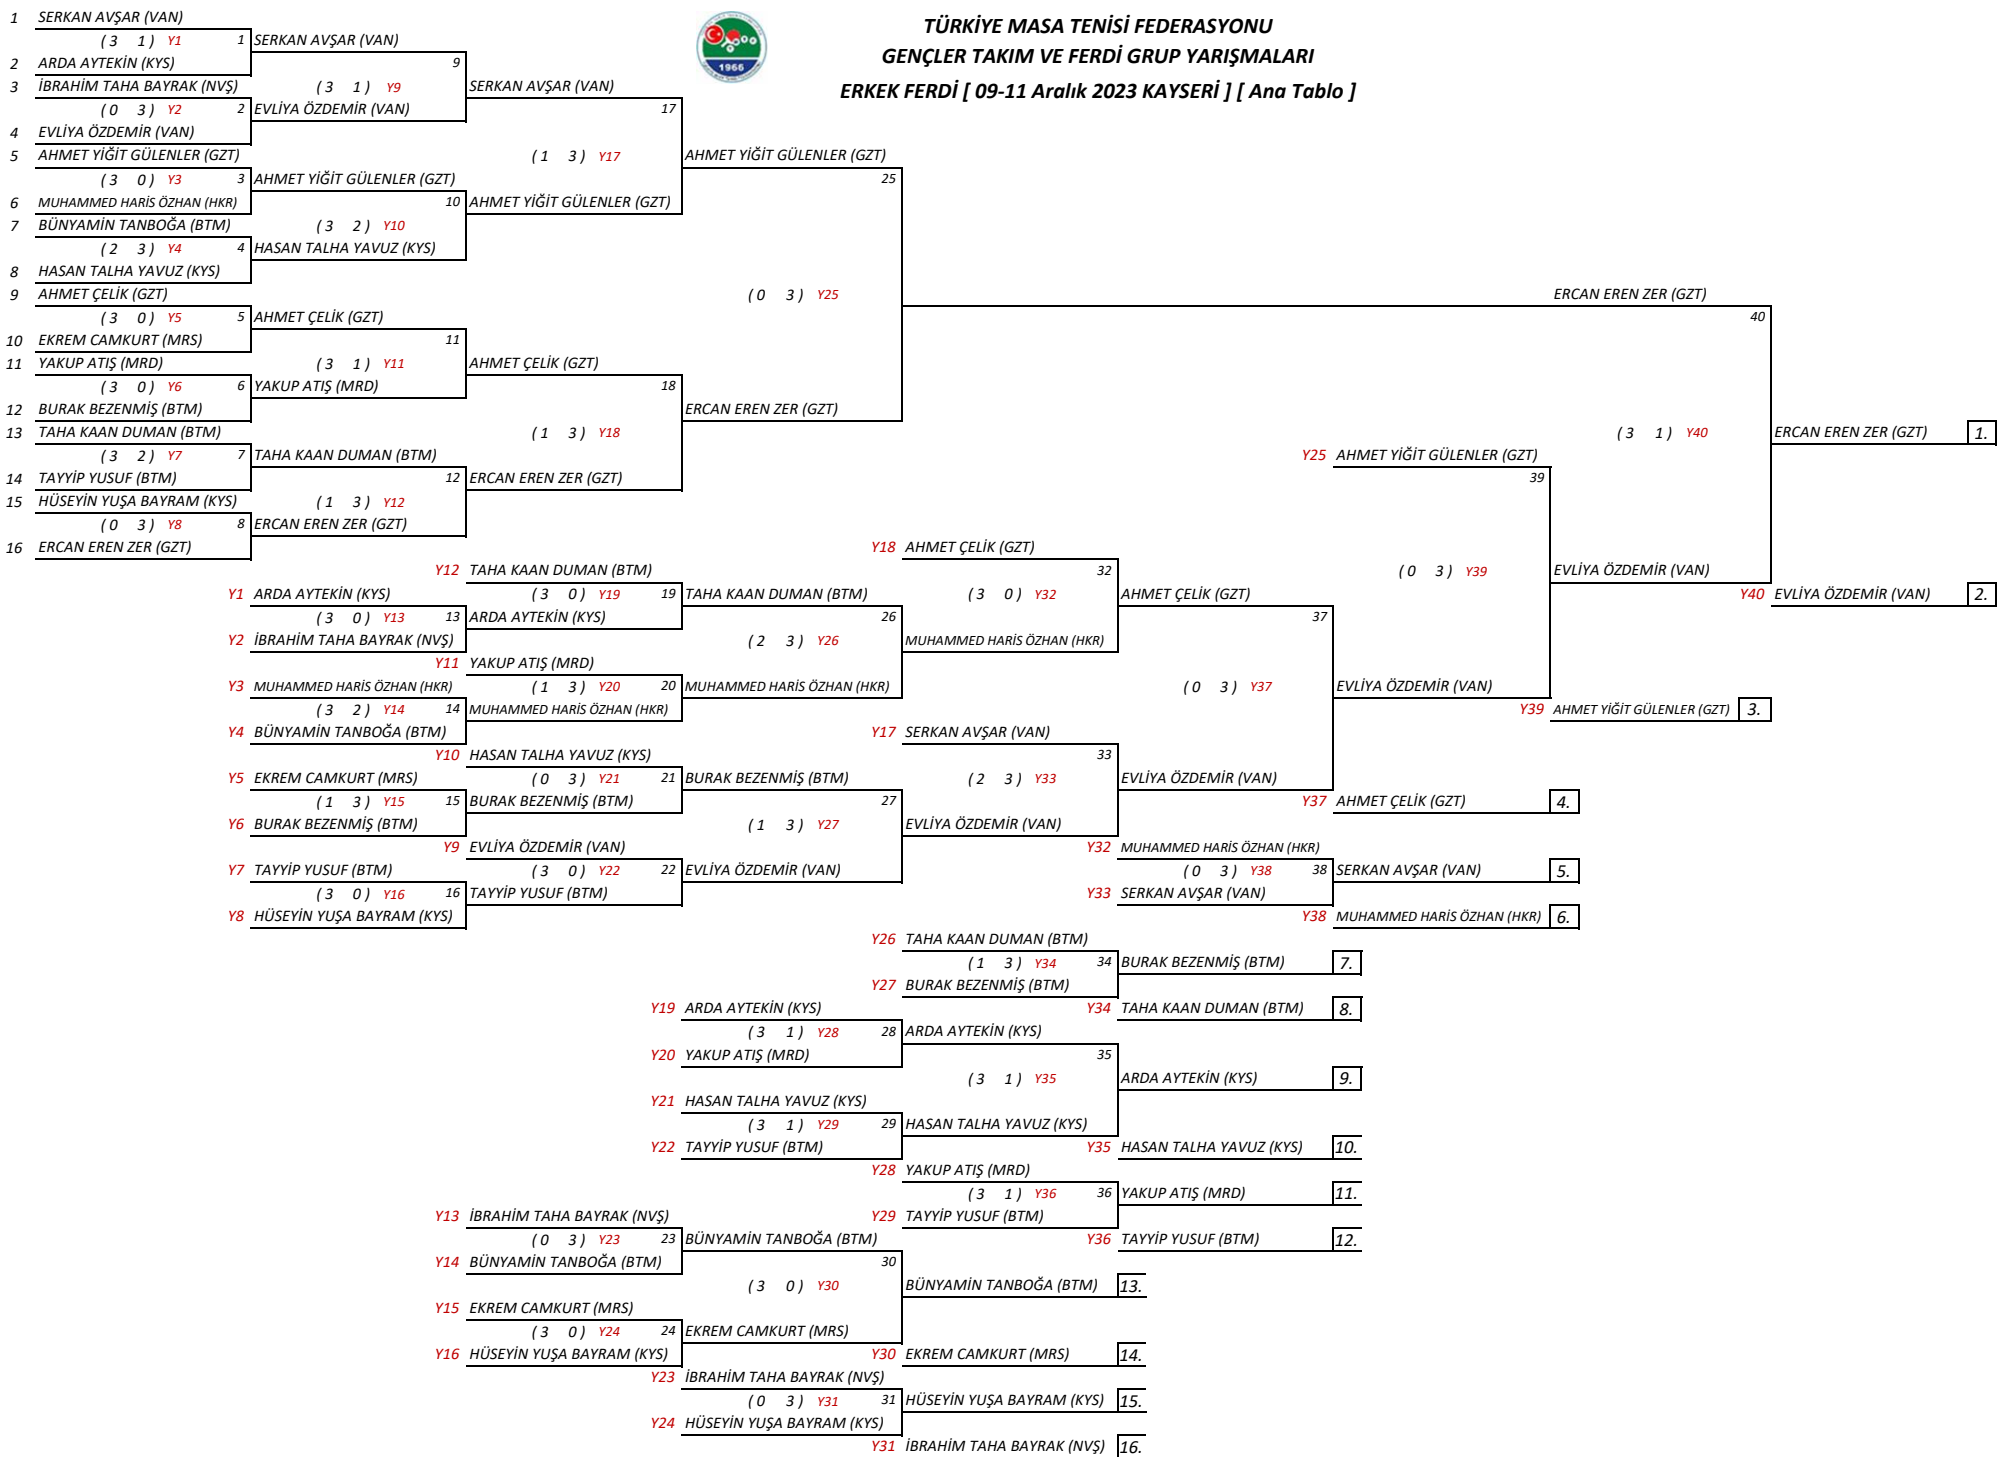 TÜRKİYE MASA TENİSİ FEDERASYONU
GENÇLER TAKIM VE FERDİ GRUP YARIŞMALARI
ERKEK FERDİ [ 09-11 Aralık 2023 KAYSERİ ] [ Ana Tablo ]
1966
1 SERKAN AVŞAR (VAN)
( 3 1 ) Y1 1 SERKAN AVŞAR (VAN)
2 ARDA AYTEKİN (KYS) 9
3 İBRAHİM TAHA BAYRAK (NVŞ) ( 3 1 ) Y9 SERKAN AVŞAR (VAN)
( 0 3 ) Y2 2 EVLİYA ÖZDEMİR (VAN) 17
4 EVLİYA ÖZDEMİR (VAN)
5 AHMET YİĞİT GÜLENLER (GZT) ( 1 3 ) Y17 AHMET YİĞİT GÜLENLER (GZT)
( 3 0 ) Y3 3 AHMET YİĞİT GÜLENLER (GZT) 25
6 MUHAMMED HARİS ÖZHAN (HKR) 10 AHMET YİĞİT GÜLENLER (GZT)
7 BÜNYAMİN TANBOĞA (BTM) ( 3 2 ) Y10
( 2 3 ) Y4 4 HASAN TALHA YAVUZ (KYS)
8 HASAN TALHA YAVUZ (KYS)
9 AHMET ÇELİK (GZT) ( 0 3 ) Y25 ERCAN EREN ZER (GZT)
( 3 0 ) Y5 5 AHMET ÇELİK (GZT) 40
10 EKREM CAMKURT (MRS) 11
11 YAKUP ATIŞ (MRD) ( 3 1 ) Y11 AHMET ÇELİK (GZT)
( 3 0 ) Y6 6 YAKUP ATIŞ (MRD) 18
12 BURAK BEZENMİŞ (BTM) ERCAN EREN ZER (GZT)
13 TAHA KAAN DUMAN (BTM) ( 1 3 ) Y18 ( 3 1 ) Y40 ERCAN EREN ZER (GZT) 1.
( 3 2 ) Y7 7 TAHA KAAN DUMAN (BTM) Y25 AHMET YİĞİT GÜLENLER (GZT)
14 TAYYİP YUSUF (BTM) 12 ERCAN EREN ZER (GZT) 39
15 HÜSEYİN YUŞA BAYRAM (KYS) ( 1 3 ) Y12
( 0 3 ) Y8 8 ERCAN EREN ZER (GZT)
16 ERCAN EREN ZER (GZT) Y18 AHMET ÇELİK (GZT)
Y12 TAHA KAAN DUMAN (BTM) 32 ( 0 3 ) Y39 EVLİYA ÖZDEMİR (VAN)
Y1 ARDA AYTEKİN (KYS) ( 3 0 ) Y19 19 TAHA KAAN DUMAN (BTM) ( 3 0 ) Y32 AHMET ÇELİK (GZT) Y40 EVLİYA ÖZDEMİR (VAN) 2.
( 3 0 ) Y13 13 ARDA AYTEKİN (KYS) 26 37
Y2 İBRAHİM TAHA BAYRAK (NVŞ) ( 2 3 ) Y26 MUHAMMED HARİS ÖZHAN (HKR)
Y11 YAKUP ATIŞ (MRD)
Y3 MUHAMMED HARİS ÖZHAN (HKR) ( 1 3 ) Y20 20 MUHAMMED HARİS ÖZHAN (HKR) ( 0 3 ) Y37 EVLİYA ÖZDEMİR (VAN)
( 3 2 ) Y14 14 MUHAMMED HARİS ÖZHAN (HKR) Y39 AHMET YİĞİT GÜLENLER (GZT) 3.
Y4 BÜNYAMİN TANBOĞA (BTM) Y17 SERKAN AVŞAR (VAN)
Y10 HASAN TALHA YAVUZ (KYS) 33
Y5 EKREM CAMKURT (MRS) ( 0 3 ) Y21 21 BURAK BEZENMİŞ (BTM) ( 2 3 ) Y33 EVLİYA ÖZDEMİR (VAN)
( 1 3 ) Y15 15 BURAK BEZENMİŞ (BTM) 27 Y37 AHMET ÇELİK (GZT) 4.
Y6 BURAK BEZENMİŞ (BTM) ( 1 3 ) Y27 EVLİYA ÖZDEMİR (VAN)
Y9 EVLİYA ÖZDEMİR (VAN) Y32 MUHAMMED HARİS ÖZHAN (HKR)
Y7 TAYYİP YUSUF (BTM) ( 3 0 ) Y22 22 EVLİYA ÖZDEMİR (VAN) ( 0 3 ) Y38 38 SERKAN AVŞAR (VAN) 5.
( 3 0 ) Y16 16 TAYYİP YUSUF (BTM) Y33 SERKAN AVŞAR (VAN)
Y8 HÜSEYİN YUŞA BAYRAM (KYS) Y38 MUHAMMED HARİS ÖZHAN (HKR) 6.
Y26 TAHA KAAN DUMAN (BTM)
( 1 3 ) Y34 34 BURAK BEZENMİŞ (BTM) 7.
Y27 BURAK BEZENMİŞ (BTM)
Y19 ARDA AYTEKİN (KYS) Y34 TAHA KAAN DUMAN (BTM) 8.
( 3 1 ) Y28 28 ARDA AYTEKİN (KYS)
Y20 YAKUP ATIŞ (MRD) 35
( 3 1 ) Y35 ARDA AYTEKİN (KYS) 9.
Y21 HASAN TALHA YAVUZ (KYS)
( 3 1 ) Y29 29 HASAN TALHA YAVUZ (KYS)
Y22 TAYYİP YUSUF (BTM) Y35 HASAN TALHA YAVUZ (KYS) 10.
Y28 YAKUP ATIŞ (MRD)
( 3 1 ) Y36 36 YAKUP ATIŞ (MRD) 11.
Y13 İBRAHİM TAHA BAYRAK (NVŞ) Y29 TAYYİP YUSUF (BTM)
( 0 3 ) Y23 23 BÜNYAMİN TANBOĞA (BTM) Y36 TAYYİP YUSUF (BTM) 12.
Y14 BÜNYAMİN TANBOĞA (BTM) 30
( 3 0 ) Y30 BÜNYAMİN TANBOĞA (BTM) 13.
Y15 EKREM CAMKURT (MRS)
( 3 0 ) Y24 24 EKREM CAMKURT (MRS)
Y16 HÜSEYİN YUŞA BAYRAM (KYS) Y30 EKREM CAMKURT (MRS) 14.
Y23 İBRAHİM TAHA BAYRAK (NVŞ)
( 0 3 ) Y31 31 HÜSEYİN YUŞA BAYRAM (KYS) 15.
Y24 HÜSEYİN YUŞA BAYRAM (KYS)
Y31 İBRAHİM TAHA BAYRAK (NVŞ) 16.